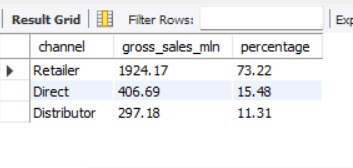 Result Grid Filter Rows: Exp
channel gross_sales_mln percentage
Retailer 1924.17 73.22
Direct 406.69 15.48
Distributor 297.18 11.31